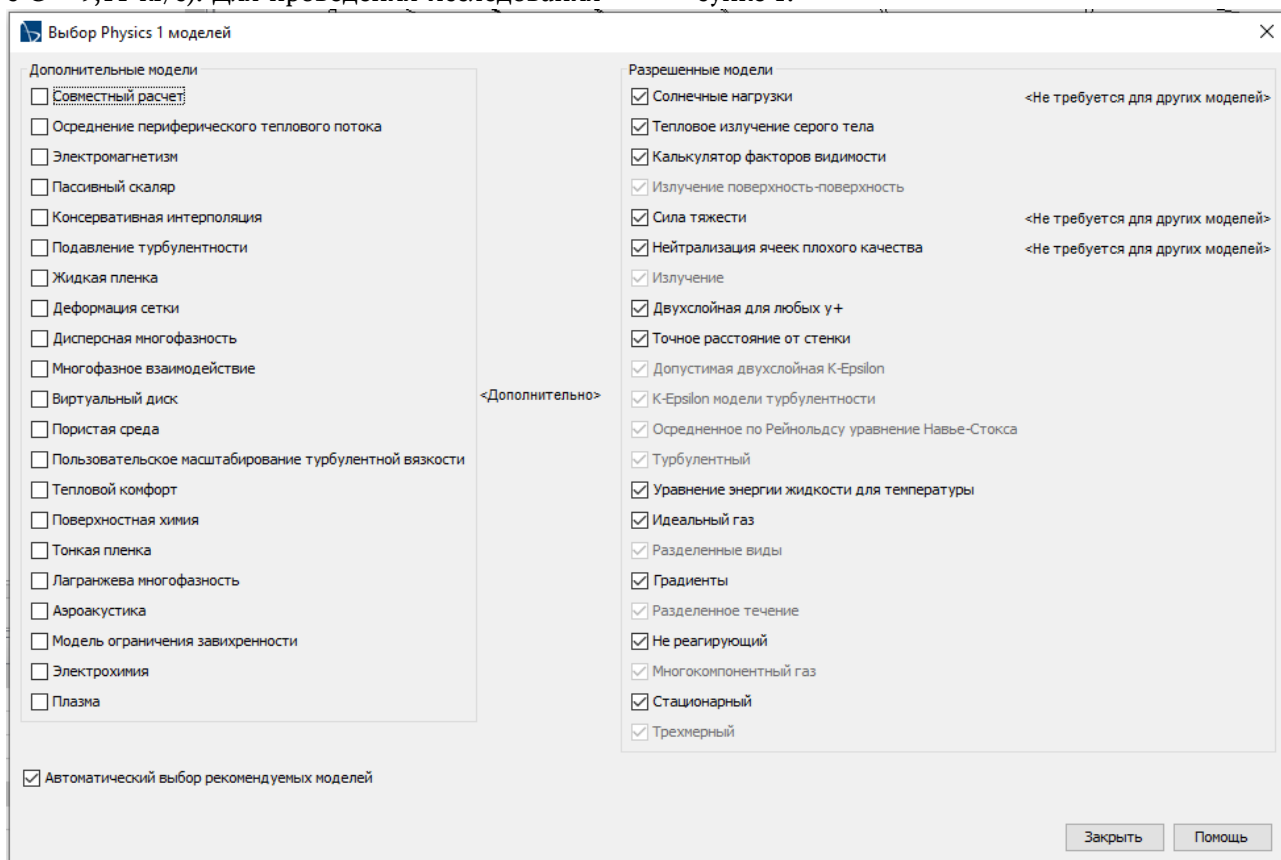 Выбор Physics 1 моделей
Дополнительные модели
Совместный расчет
Осреднение периферического теплового потока
Электромагнетизм
Пассивный скаляр
Консервативная интерполяция
Подавление турбулентности
Жидкая пленка
Деформация сетки
Дисперсная многофазность
Многофазное взаимодействие
Виртуальный диск
Пористая среда
Пользовательское масштабирование турбулентной вязкости
Тепловой комфорт
Поверхностная химия
Тонкая пленка
Лагранжева многофазность
Аэроакустика
Модель ограничения завихренности
Электрохимия
Плазма
<Дополнительно>
Разрешенные модели
Солнечные нагрузки <Не требуется для других моделей>
Тепловое излучение серого тела
Калькулятор факторов видимости
Излучение поверхность-поверхность
Сила тяжести <Не требуется для других моделей>
Нейтрализация ячеек плохого качества <Не требуется для других моделей>
Излучение
Двухслойная для любых y+
Точное расстояние от стенки
Допустимая двухслойная K-Epsilon
K-Epsilon модели турбулентности
Осредненное по Рейнольдсу уравнение Навье-Стокса
Турбулентный
Уравнение энергии жидкости для температуры
Идеальный газ
Разделенные виды
Градиенты
Разделенное течение
Не реагирующий
Многокомпонентный газ
Стационарный
Трехмерный
Автоматический выбор рекомендуемых моделей
Закрыть Помощь